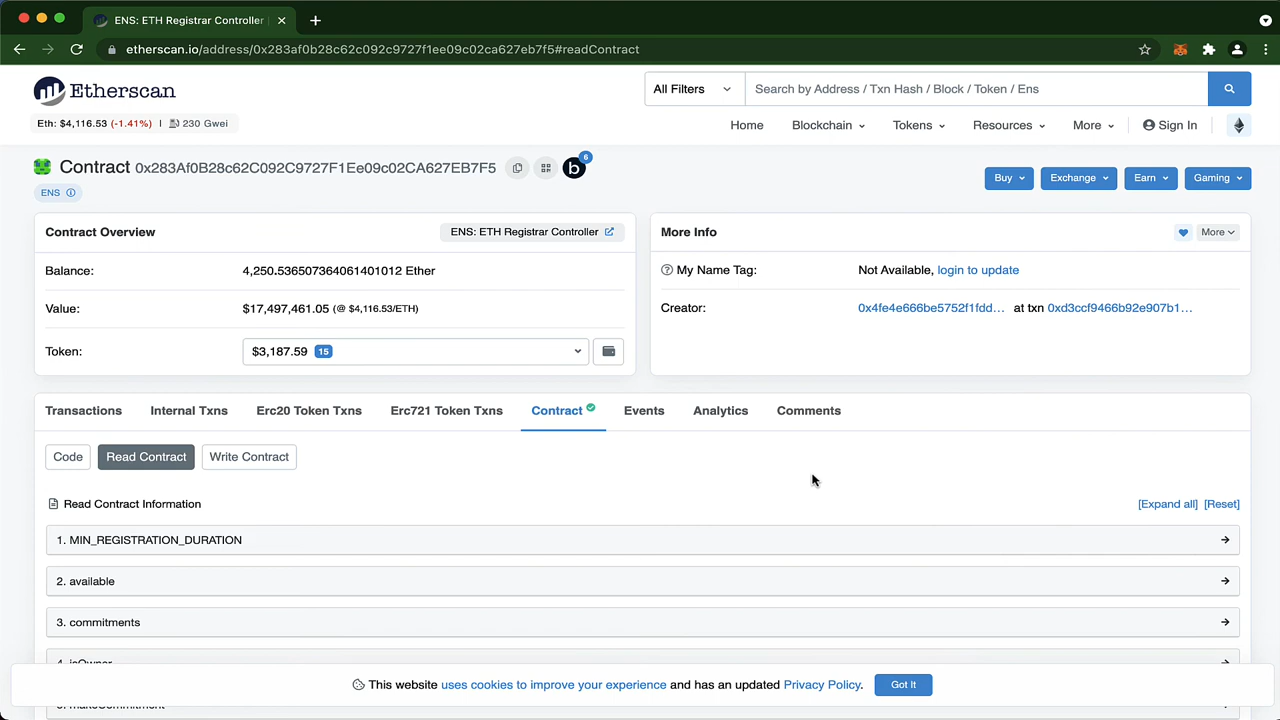 ENS: ETH Registrar Controller
etherscan.io/address/0x283af0b28c62c092c9727f1ee09c02ca627eb7f5#readContract
Etherscan
All Filters
Search by Address / Txn Hash / Block / Token / Ens
Eth: $4,116.53 (-1.41%) | 230 Gwei
Home Blockchain Tokens Resources More Sign In
Contract 0x283Af0B28c62C092C9727F1Ee09c02CA627EB7F5 b 6
ENS
Buy Exchange Earn Gaming
Contract Overview ENS: ETH Registrar Controller
Balance: 4,250.536507364061401012 Ether
Value: $17,497,461.05 (@ $4,116.53/ETH)
Token: $3,187.59 15
More Info More
My Name Tag: Not Available, login to update
Creator: 0x4fe4e666be5752f1fdd... at txn 0xd3ccf9466b92e907b1...
Transactions Internal Txns Erc20 Token Txns Erc721 Token Txns Contract Events Analytics Comments
Code Read Contract Write Contract
Read Contract Information [Expand all] [Reset]
1. MIN_REGISTRATION_DURATION
2. available
3. commitments
4. isOwner
This website uses cookies to improve your experience and has an updated Privacy Policy. Got It
5. makeCommitment